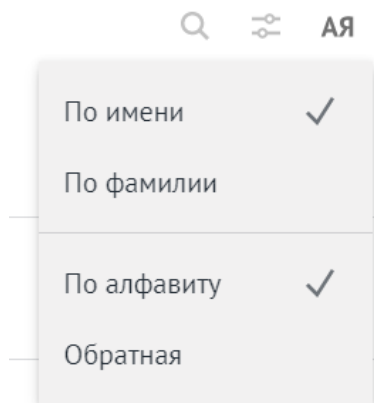 АЯ
По имени
По фамилии
По алфавиту
Обратная